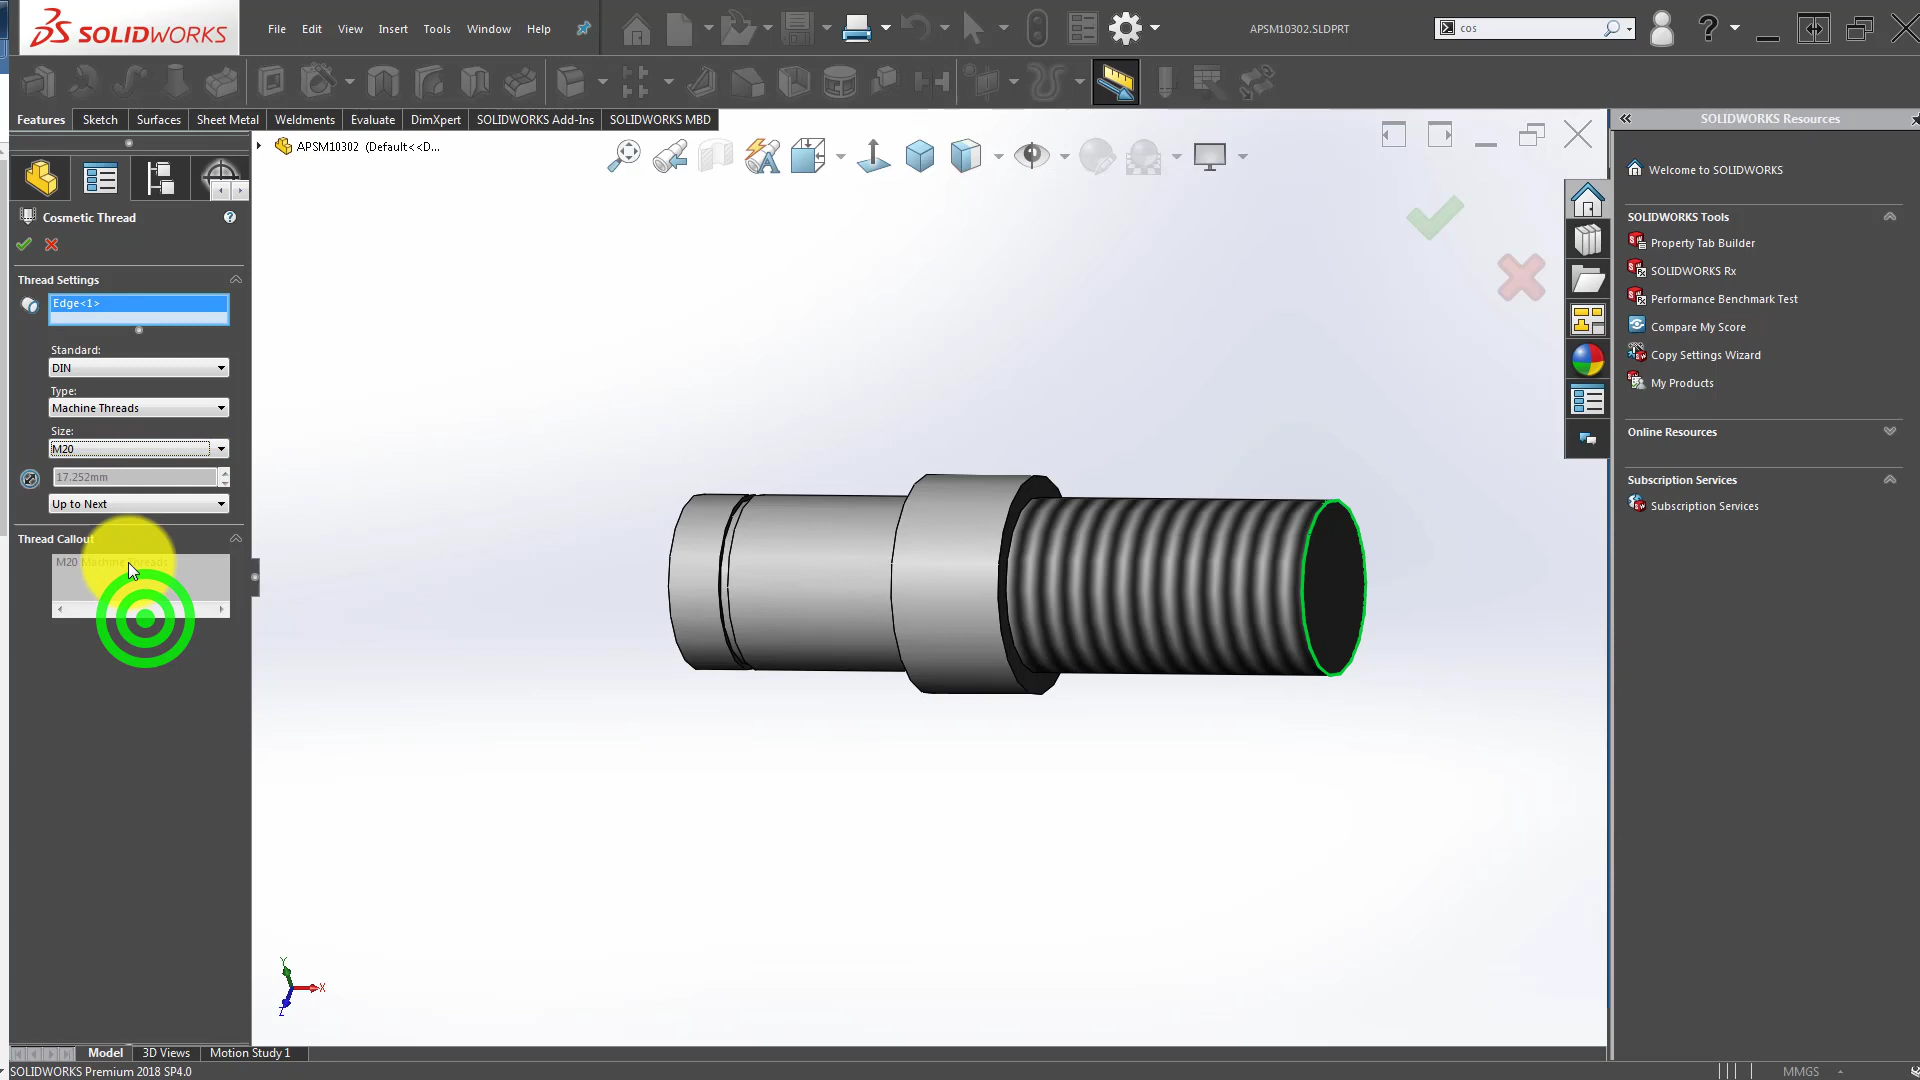 SOLIDWORKS
File Edit View Insert Tools Window Help
APSM10302.SLDPRT
cos
Features Sketch Surfaces Sheet Metal Weldments Evaluate DimXpert SOLIDWORKS Add-Ins SOLIDWORKS MBD
SOLIDWORKS Resources
APSM10302 (Default<<D...
Welcome to SOLIDWORKS
Cosmetic Thread
SOLIDWORKS Tools
Property Tab Builder
SOLIDWORKS Rx
Thread Settings
Edge<1>
Performance Benchmark Test
Compare My Score
Standard:
DIN
Copy Settings Wizard
Type:
Machine Threads
My Products
Size:
M20
Online Resources
17.252mm
Subscription Services
Up to Next
Subscription Services
Thread Callout
M20 Machine Threads
Y
X
Z
Model 3D Views Motion Study 1
SOLIDWORKS Premium 2018 SP4.0
MMGS